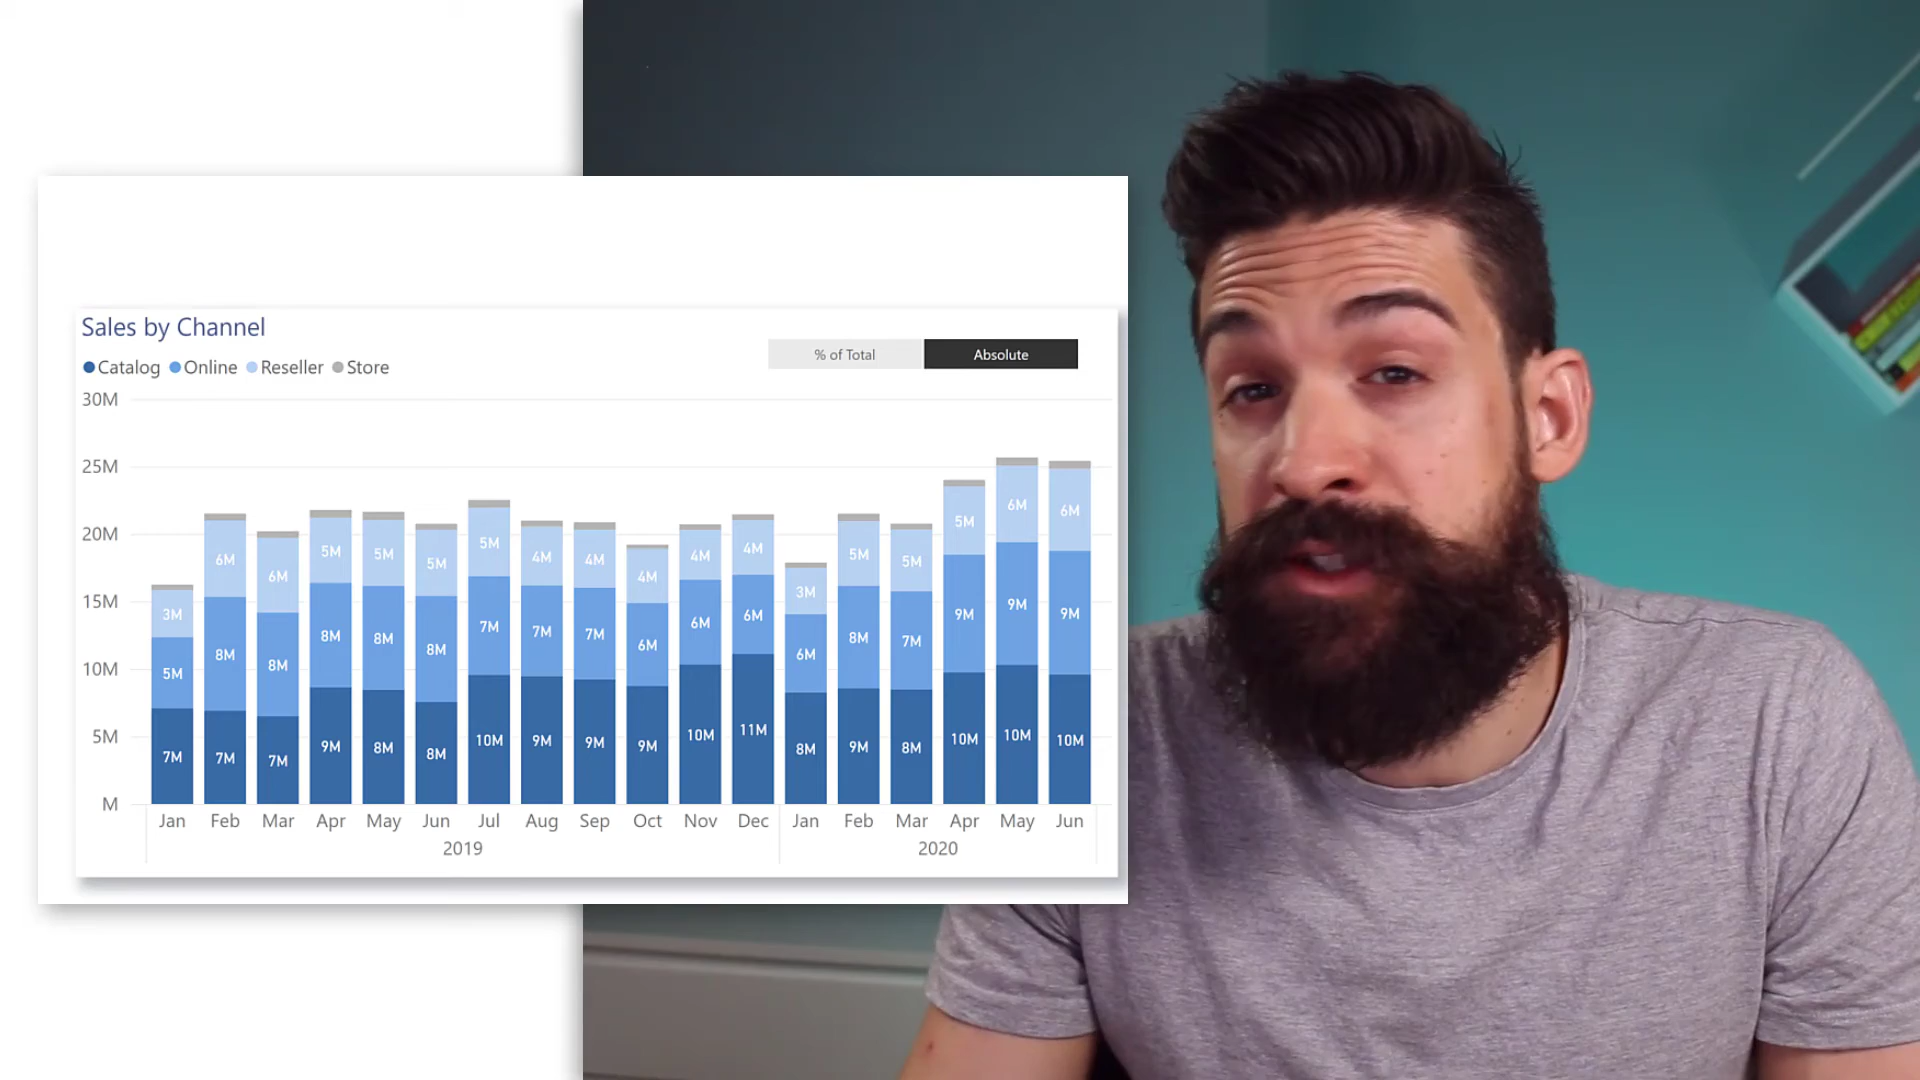 Sales by Channel
Catalog Online Reseller Store
% of Total Absolute
30M
25M
20M
15M
10M
5M
M
3M 6M 6M 5M 5M 5M 5M 4M 4M 4M 4M 4M 3M 5M 5M 5M 6M 6M
5M 8M 8M 8M 8M 8M 7M 7M 7M 6M 6M 6M 6M 8M 7M 9M 9M 9M
7M 7M 7M 9M 8M 8M 10M 9M 9M 9M 10M 11M 8M 9M 8M 10M 10M 10M
Jan Feb Mar Apr May Jun Jul Aug Sep Oct Nov Dec Jan Feb Mar Apr May Jun
2019 2020